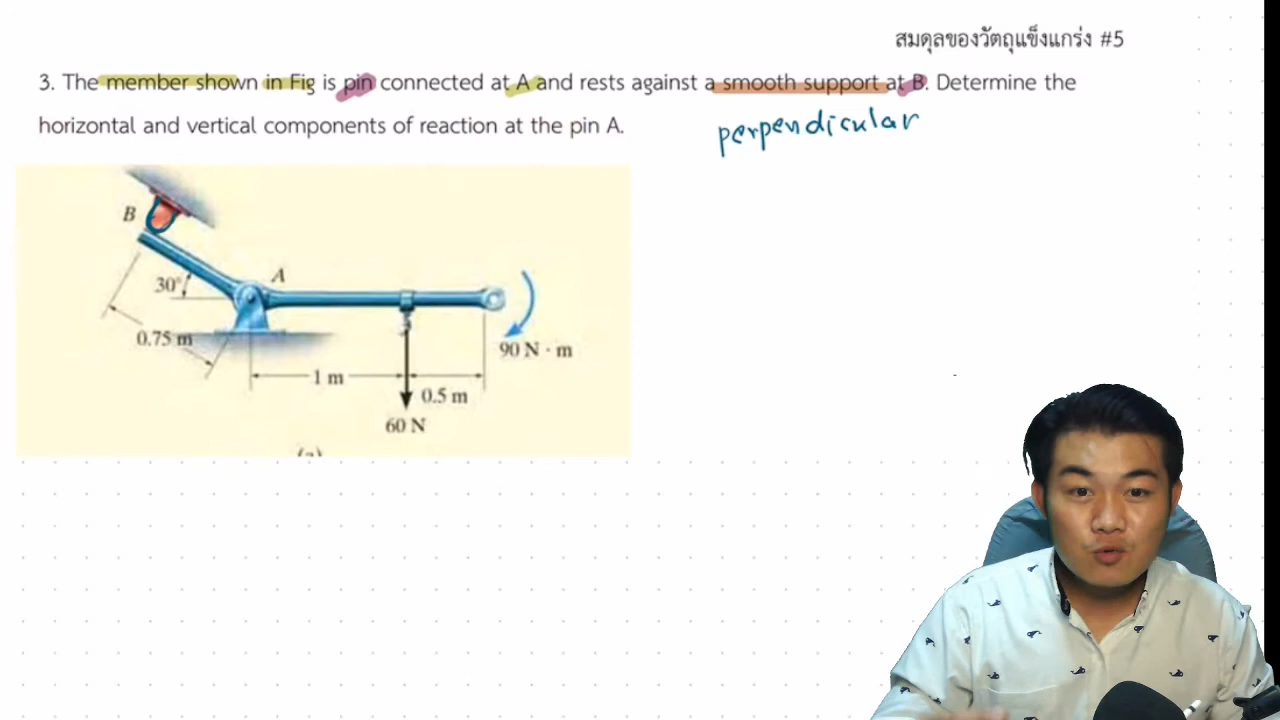 สมดุลของวัตถุแข็งแกร่ง #5
3. The member shown in Fig is pin connected at A and rests against a smooth support at B. Determine the
horizontal and vertical components of reaction at the pin A.
perpendicular
B
A
30°
0.75 m
90 N · m
1 m
0.5 m
60 N
(a)